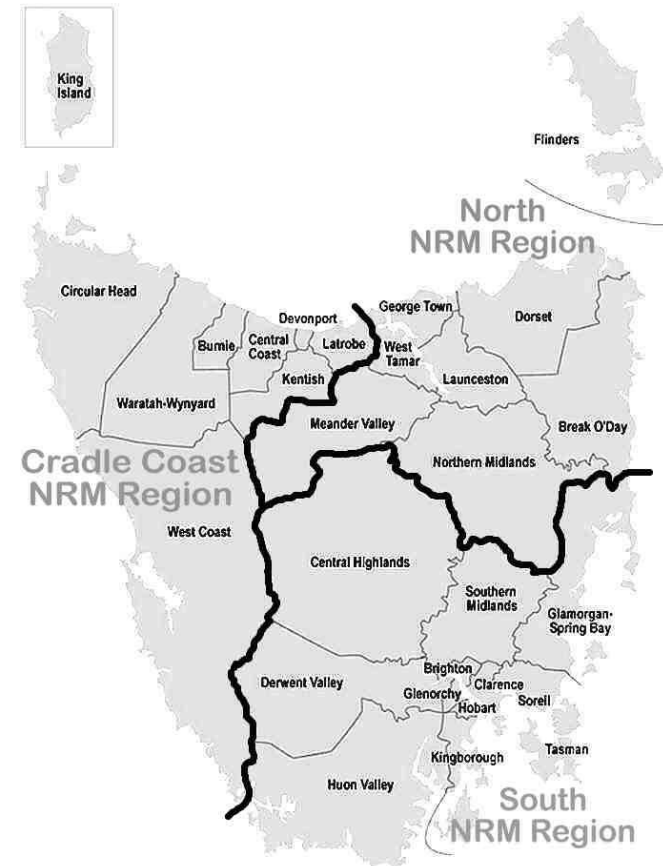 King
Island
Flinders
North
NRM Region
Circular Head
George Town
Dorset
Devonport
Burnie
Central
Coast
Latrobe
West
Tamar
Kentish
Launceston
Waratah-Wynyard
Meander Valley
Break O'Day
Cradle Coast
NRM Region
Northern Midlands
West Coast
Central Highlands
Southern
Midlands
Glamorgan-
Spring Bay
Brighton
Derwent Valley
Clarence
Glenorchy
Sorell
Hobart
Tasman
Kingborough
Huon Valley
South
NRM Region